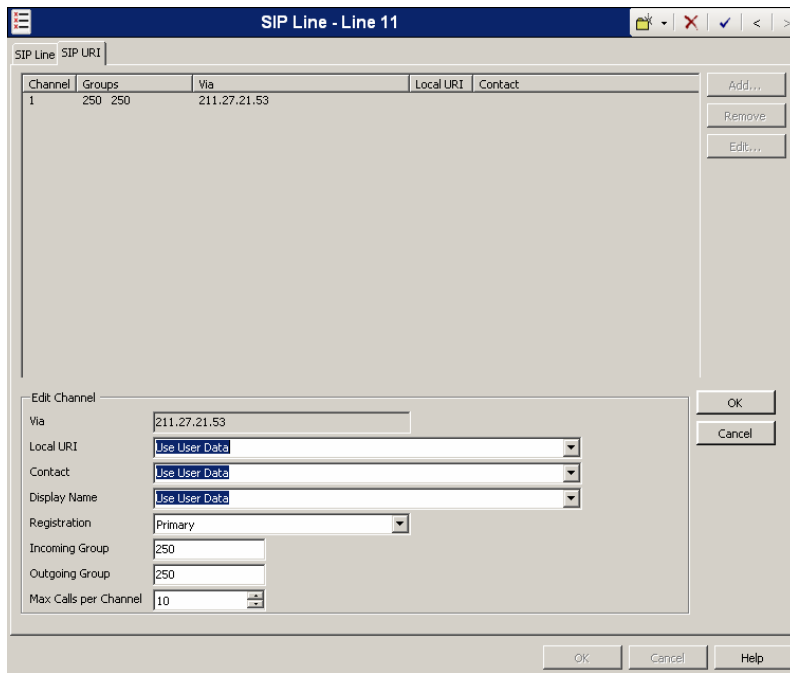 SIP Line - Line 11
SIP Line SIP URI
Channel Groups Via Local URI Contact
1 250 250 211.27.21.53
Add...
Remove
Edit...
Edit Channel
Via 211.27.21.53
Local URI Use User Data
Contact Use User Data
Display Name Use User Data
Registration Primary
Incoming Group 250
Outgoing Group 250
Max Calls per Channel 10
OK
Cancel
OK Cancel Help